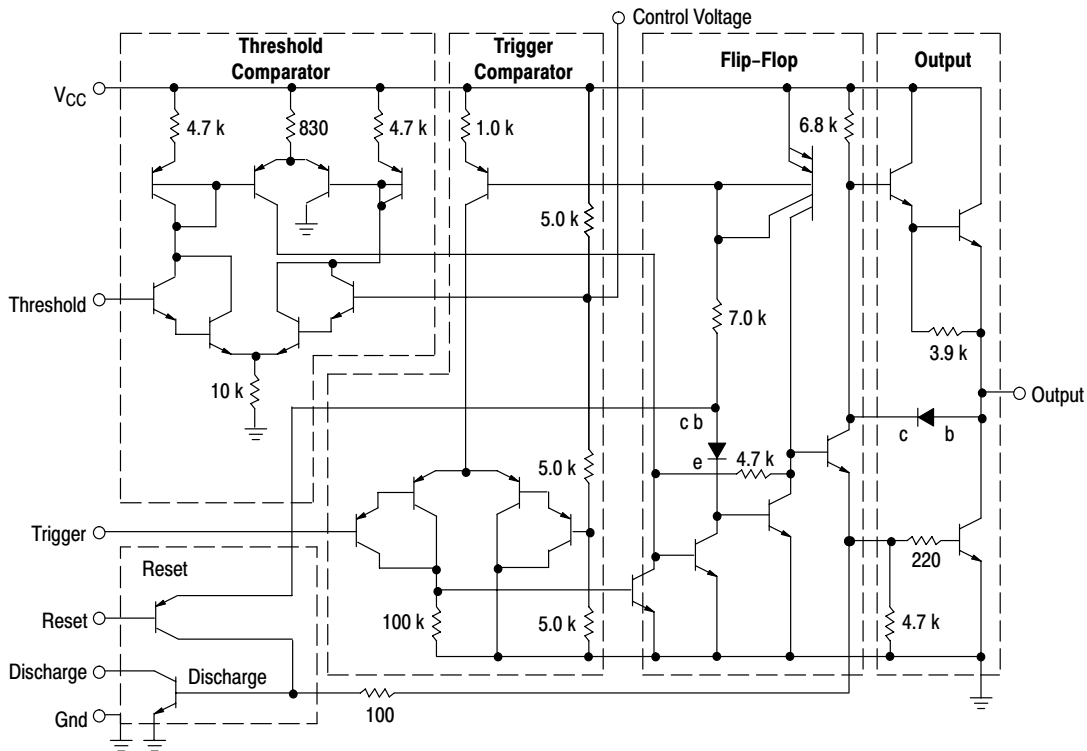 Control Voltage
Threshold
Comparator
Trigger
Comparator
Flip–Flop
Output
VCC
4.7 k
830
4.7 k
1.0 k
6.8 k
5.0 k
Threshold
7.0 k
3.9 k
10 k
Output
c b
c
b
e
4.7 k
5.0 k
Trigger
220
Reset
Reset
100 k
5.0 k
4.7 k
Discharge
Discharge
100
Gnd